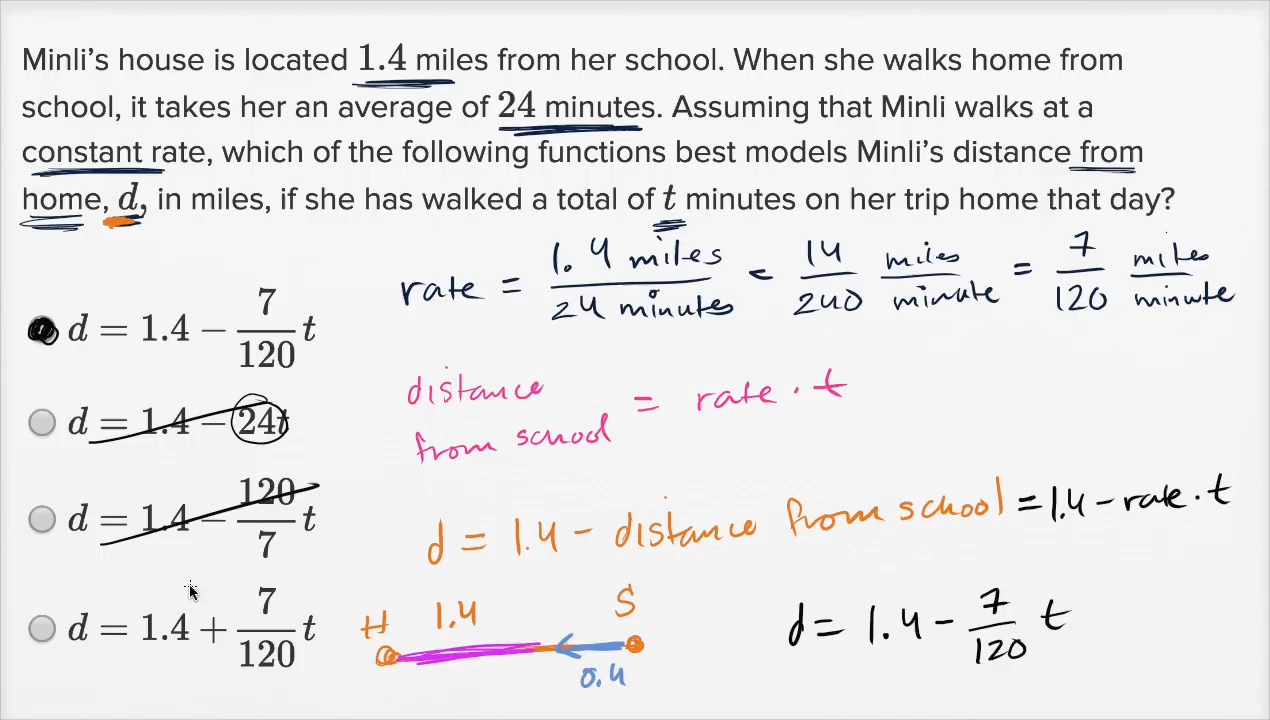 Minli's house is located 1.4 miles from her school. When she walks home from
school, it takes her an average of 24 minutes. Assuming that Minli walks at a
constant rate, which of the following functions best models Minli's distance from
home, d, in miles, if she has walked a total of t minutes on her trip home that day?
rate = 1.4 miles / 24 minutes = 14/240 miles/minute = 7/120 miles/minute
d = 1.4 − 7/120 t
distance from school = rate · t
d = 1.4 − 24t
d = 1.4 − 120/7 t
d = 1.4 − distance from school = 1.4 − rate · t
d = 1.4 + 7/120 t
H 1.4 S
0.4
d = 1.4 − 7/120 t